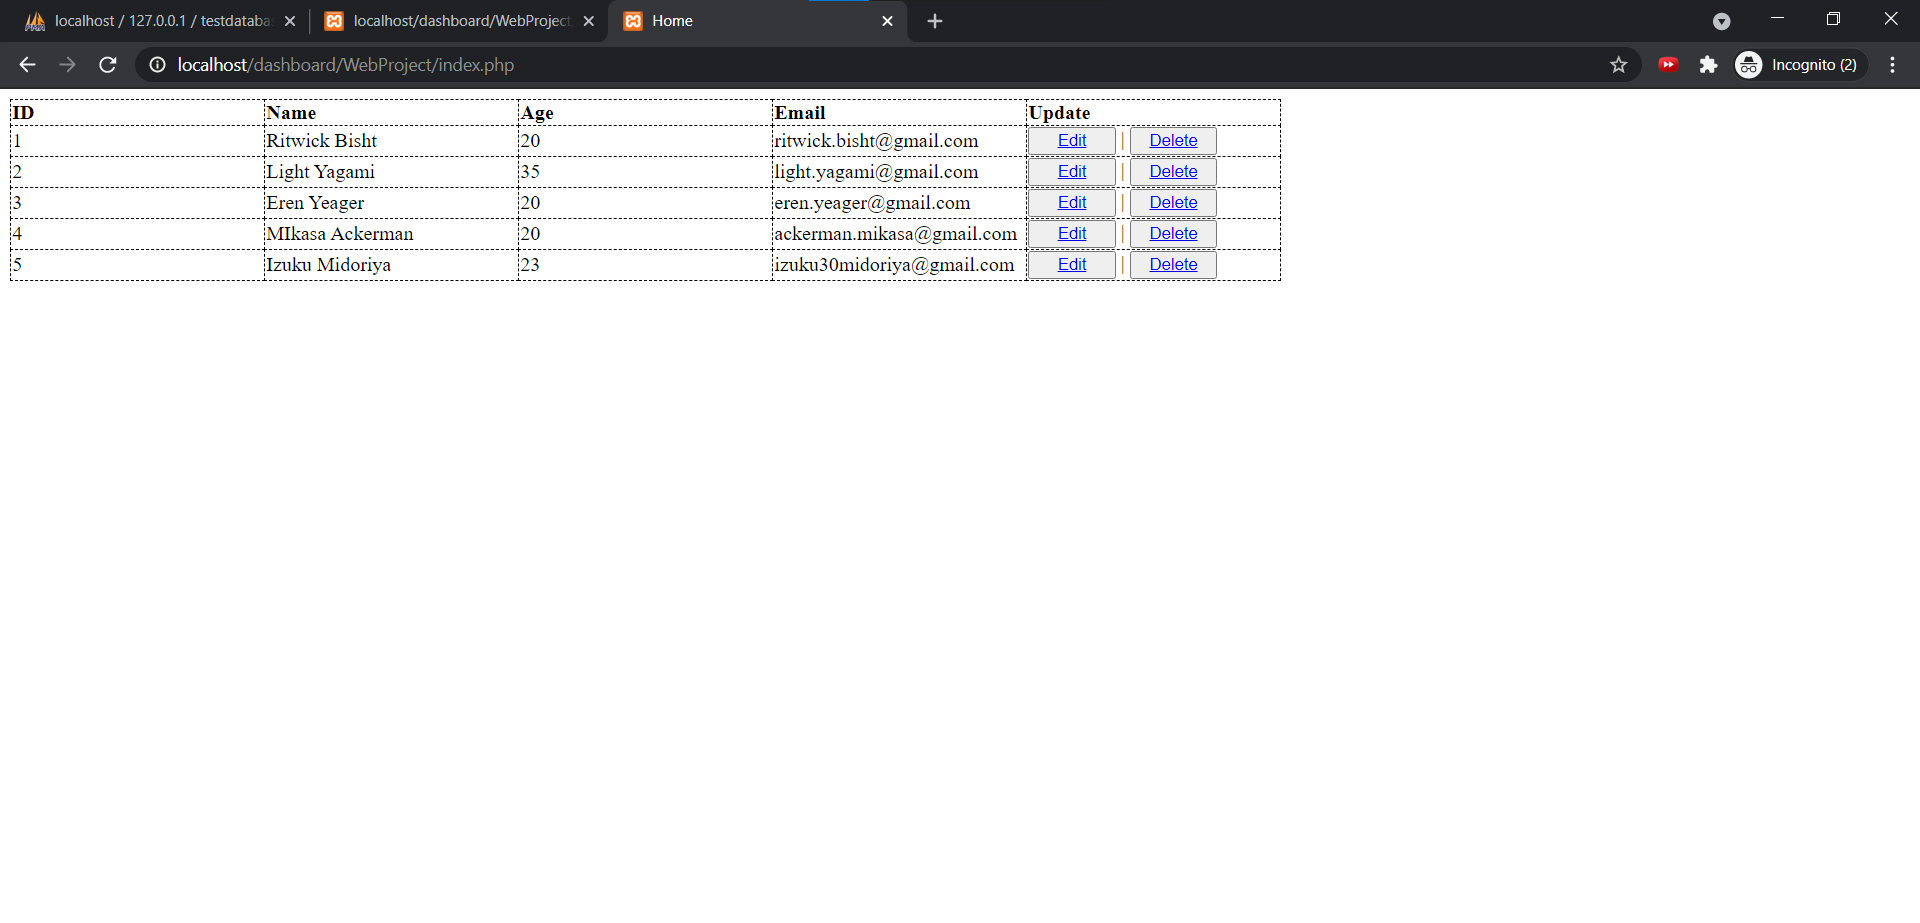 localhost / 127.0.0.1 / testdataba
localhost/dashboard/WebProject
Home
localhost/dashboard/WebProject/index.php
Incognito (2)
ID Name Age Email Update
1 Ritwick Bisht 20 ritwick.bisht@gmail.com Edit | Delete
2 Light Yagami 35 light.yagami@gmail.com Edit | Delete
3 Eren Yeager 20 eren.yeager@gmail.com Edit | Delete
4 MIkasa Ackerman 20 ackerman.mikasa@gmail.com Edit | Delete
5 Izuku Midoriya 23 izuku30midoriya@gmail.com Edit | Delete